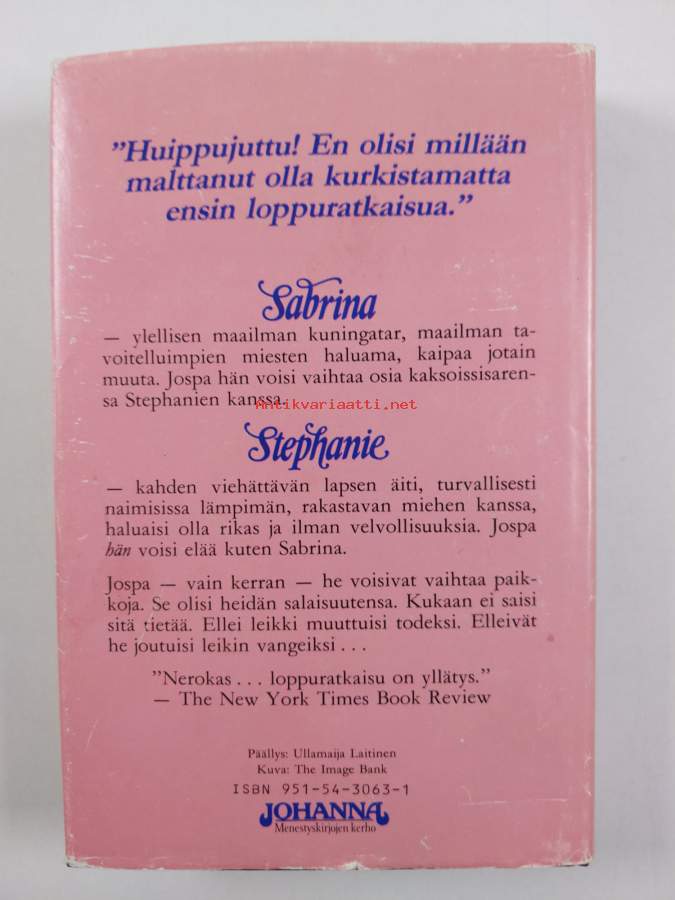 ”Huippujuttu! En olisi millään
malttanut olla kurkistamatta
ensin loppuratkaisua.”
Sabrina
— ylellisen maailman kuningatar, maailman ta-
voitelluimpien miesten haluama, kaipaa jotain
muuta. Jospa hän voisi vaihtaa osia kaksoissisaren-
sa Stephanien kanssa.
Antikvariaatti.net
Stephanie
— kahden viehättävän lapsen äiti, turvallisesti
naimisissa lämpimän, rakastavan miehen kanssa,
haluaisi olla rikas ja ilman velvollisuuksia. Jospa
hän voisi elää kuten Sabrina.
Jospa — vain kerran — he voisivat vaihtaa paik-
koja. Se olisi heidän salaisuutensa. Kukaan ei saisi
sitä tietää. Ellei leikki muuttuisi todeksi. Elleivät
he joutuisi leikin vangeiksi . . .
”Nerokas . . . loppuratkaisu on yllätys.”
— The New York Times Book Review
Päällys: Ullamaija Laitinen
Kuva: The Image Bank
ISBN 951-54-3063-1
JOHANNA
Menestyskirjojen kerho